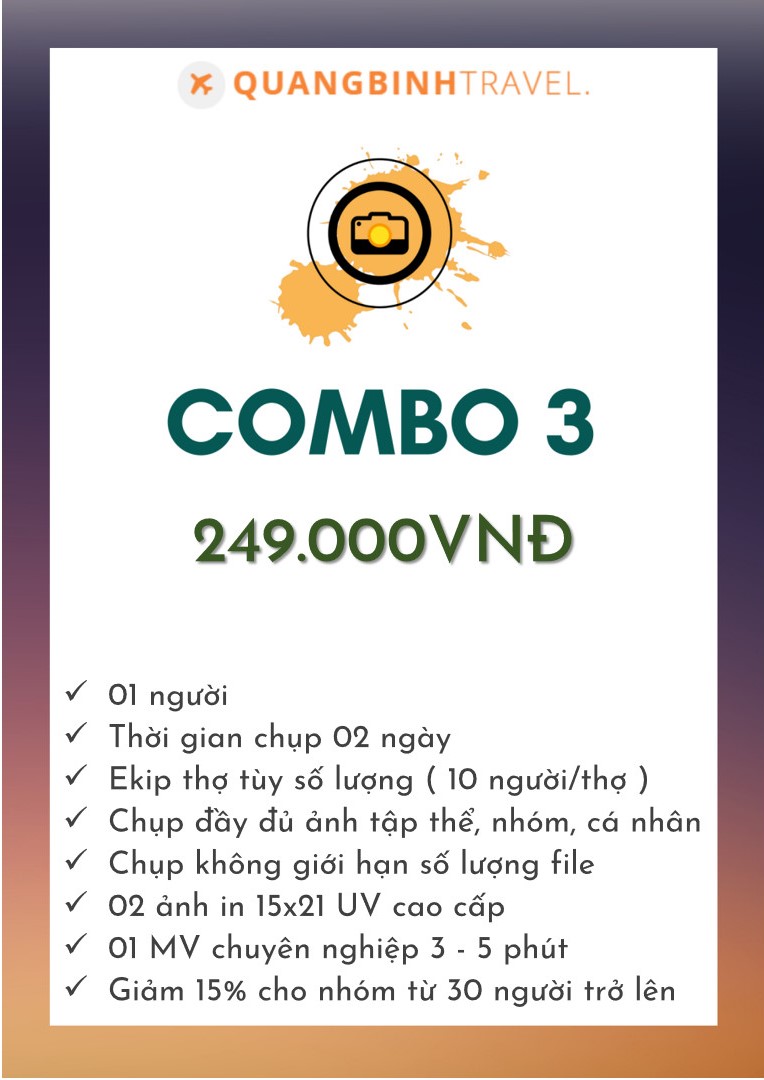 QUANGBINHTRAVEL.
COMBO 3
249.000VNĐ
✓ 01 người
✓ Thời gian chụp 02 ngày
✓ Ekip thợ tùy số lượng ( 10 người/thợ )
✓ Chụp đầy đủ ảnh tập thể, nhóm, cá nhân
✓ Chụp không giới hạn số lượng file
✓ 02 ảnh in 15x21 UV cao cấp
✓ 01 MV chuyên nghiệp 3 - 5 phút
✓ Giảm 15% cho nhóm từ 30 người trở lên